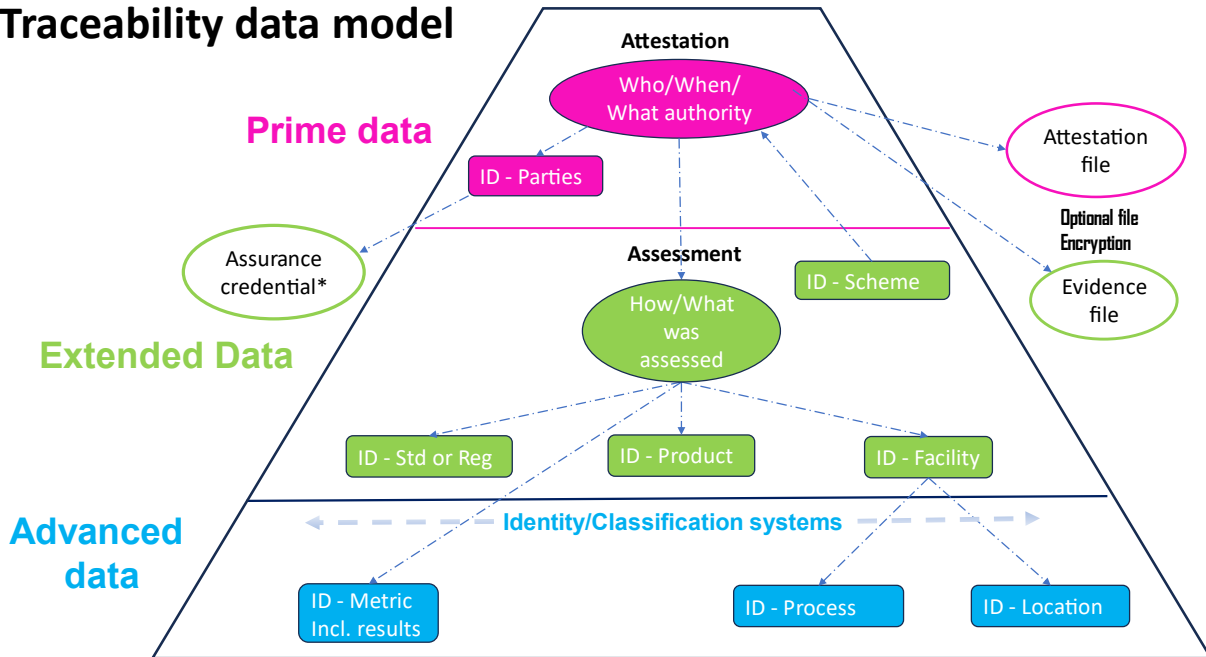 Traceability data model
Attestation
Who/When/
What authority
Prime data
Attestation
file
ID - Parties
Optional file
Encryption
Assessment
Assurance
credential*
ID - Scheme
Evidence
file
How/What
was
assessed
Extended Data
ID - Std or Reg
ID - Product
ID - Facility
Identity/Classification systems
Advanced
data
ID - Metric
Incl. results
ID - Process
ID - Location